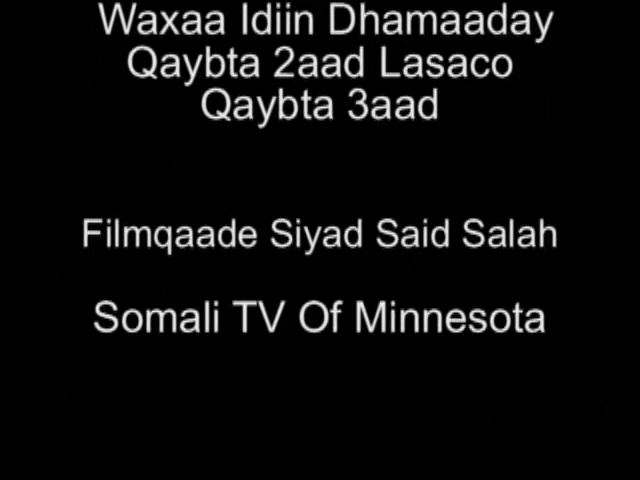 Waxaa Idiin Dhamaaday
Qaybta 2aad Lasaco
Qaybta 3aad
Filmqaade Siyad Said Salah
Somali TV Of Minnesota